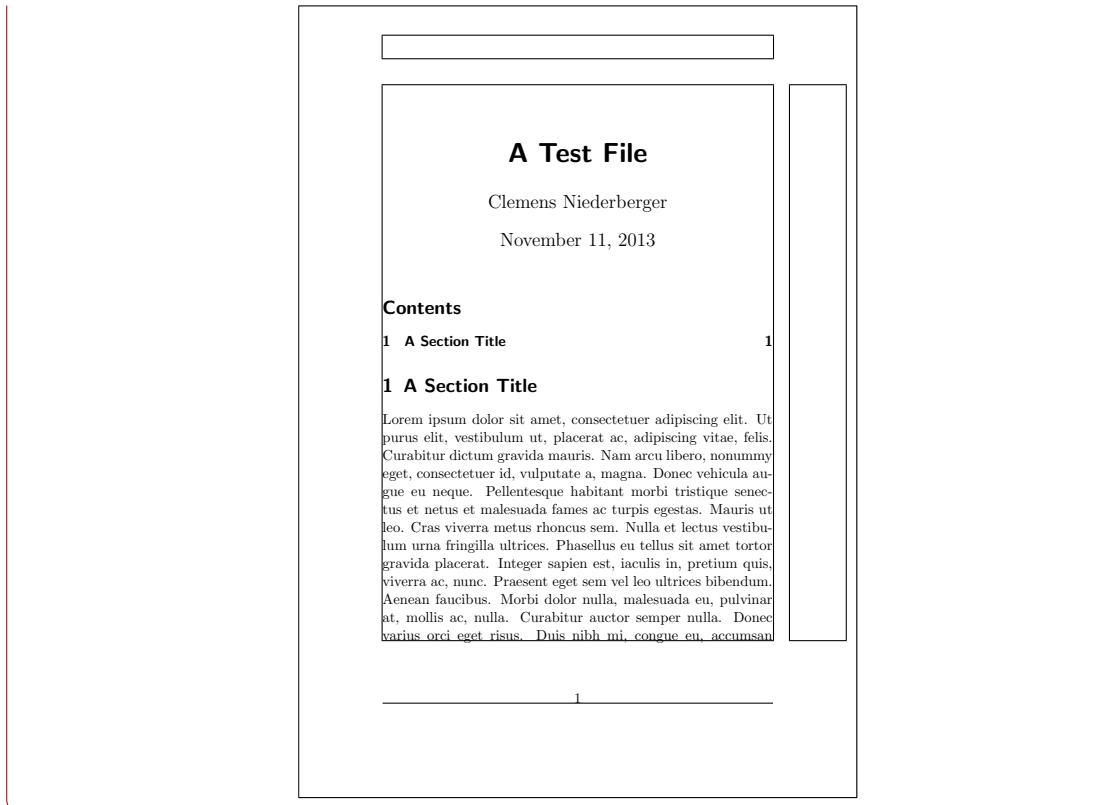 A Test File
Clemens Niederberger
November 11, 2013
Contents
1 A Section Title 1
1 A Section Title
Lorem ipsum dolor sit amet, consectetuer adipiscing elit. Ut
purus elit, vestibulum ut, placerat ac, adipiscing vitae, felis.
Curabitur dictum gravida mauris. Nam arcu libero, nonummy
eget, consectetuer id, vulputate a, magna. Donec vehicula au-
gue eu neque. Pellentesque habitant morbi tristique senec-
tus et netus et malesuada fames ac turpis egestas. Mauris ut
leo. Cras viverra metus rhoncus sem. Nulla et lectus vestibu-
lum urna fringilla ultrices. Phasellus eu tellus sit amet tortor
gravida placerat. Integer sapien est, iaculis in, pretium quis,
viverra ac, nunc. Praesent eget sem vel leo ultrices bibendum.
Aenean faucibus. Morbi dolor nulla, malesuada eu, pulvinar
at, mollis ac, nulla. Curabitur auctor semper nulla. Donec
varius orci eget risus. Duis nibh mi, congue eu, accumsan
1